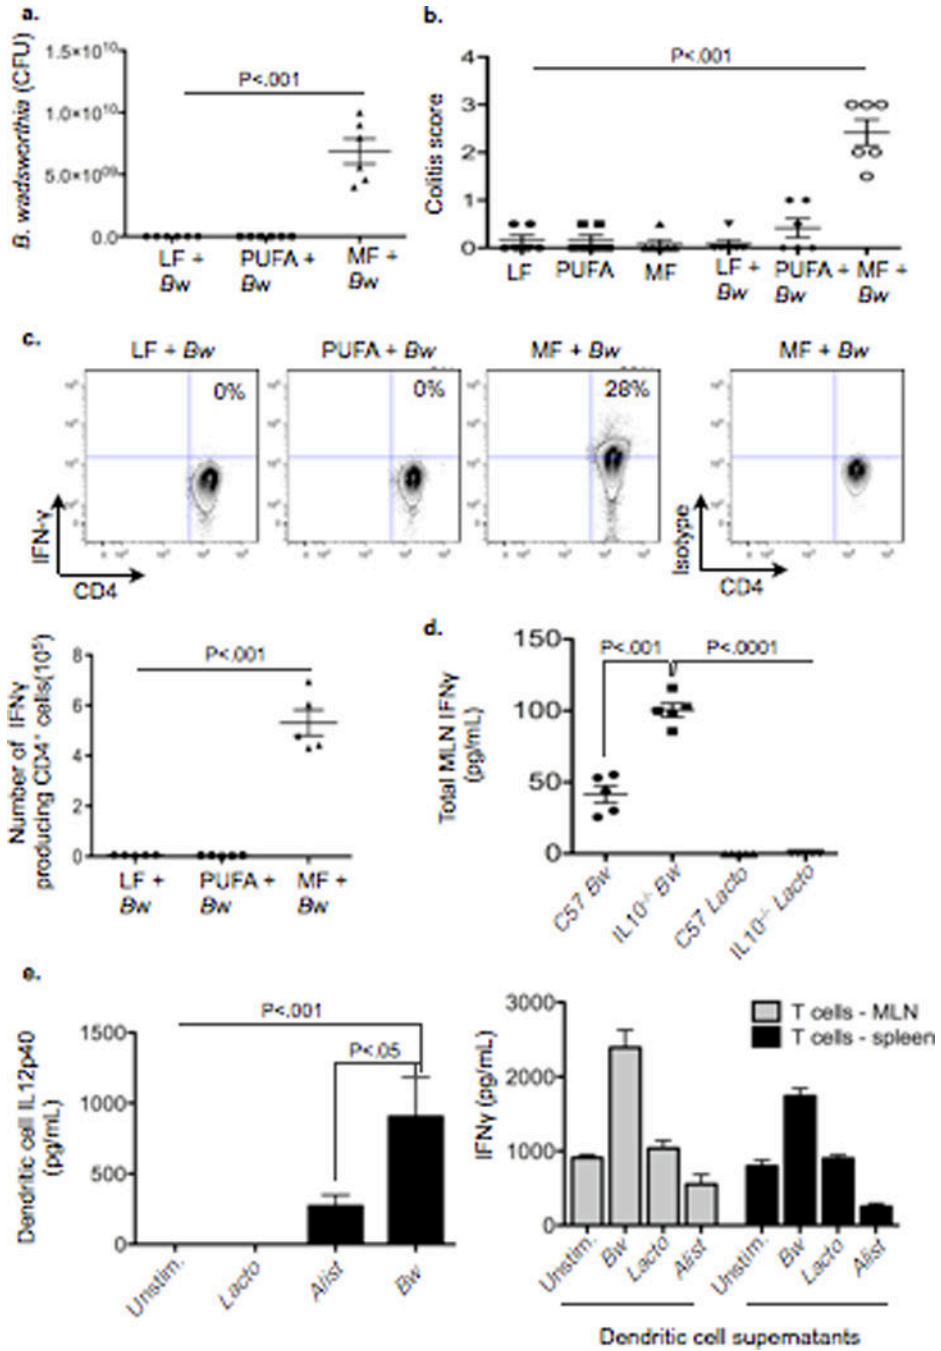 a.
B. wadsworthia (CFU)
1.5×10¹⁰
1.0×10¹⁰
5.0×10⁰⁹
0.0
P<.001
LF + Bw
PUFA + Bw
MF + Bw
b.
Colitis score
4
3
2
1
0
P<.001
LF
PUFA
MF
LF + Bw
PUFA + Bw
MF + Bw
c.
LF + Bw
PUFA + Bw
MF + Bw
MF + Bw
0%
0%
28%
IFN-γ
CD4
Isotype
CD4
Number of IFNγ
producing CD4⁺ cells(10⁵)
8
6
4
2
0
P<.001
LF + Bw
PUFA + Bw
MF + Bw
d.
Total MLN IFNγ
(pg/mL)
150
100
50
0
P<.001
P<.0001
C57 Bw
IL10⁻/⁻ Bw
C57 Lacto
IL10⁻/⁻ Lacto
e.
Dendritic cell IL12p40
(pg/mL)
1500
1000
500
0
P<.001
P<.05
Unstim.
Lacto
Alist
Bw
IFNγ (pg/mL)
3000
2000
1000
0
T cells - MLN
T cells - spleen
Unstim.
Bw
Lacto
Alist
Unstim.
Bw
Lacto
Alist
Dendritic cell supernatants